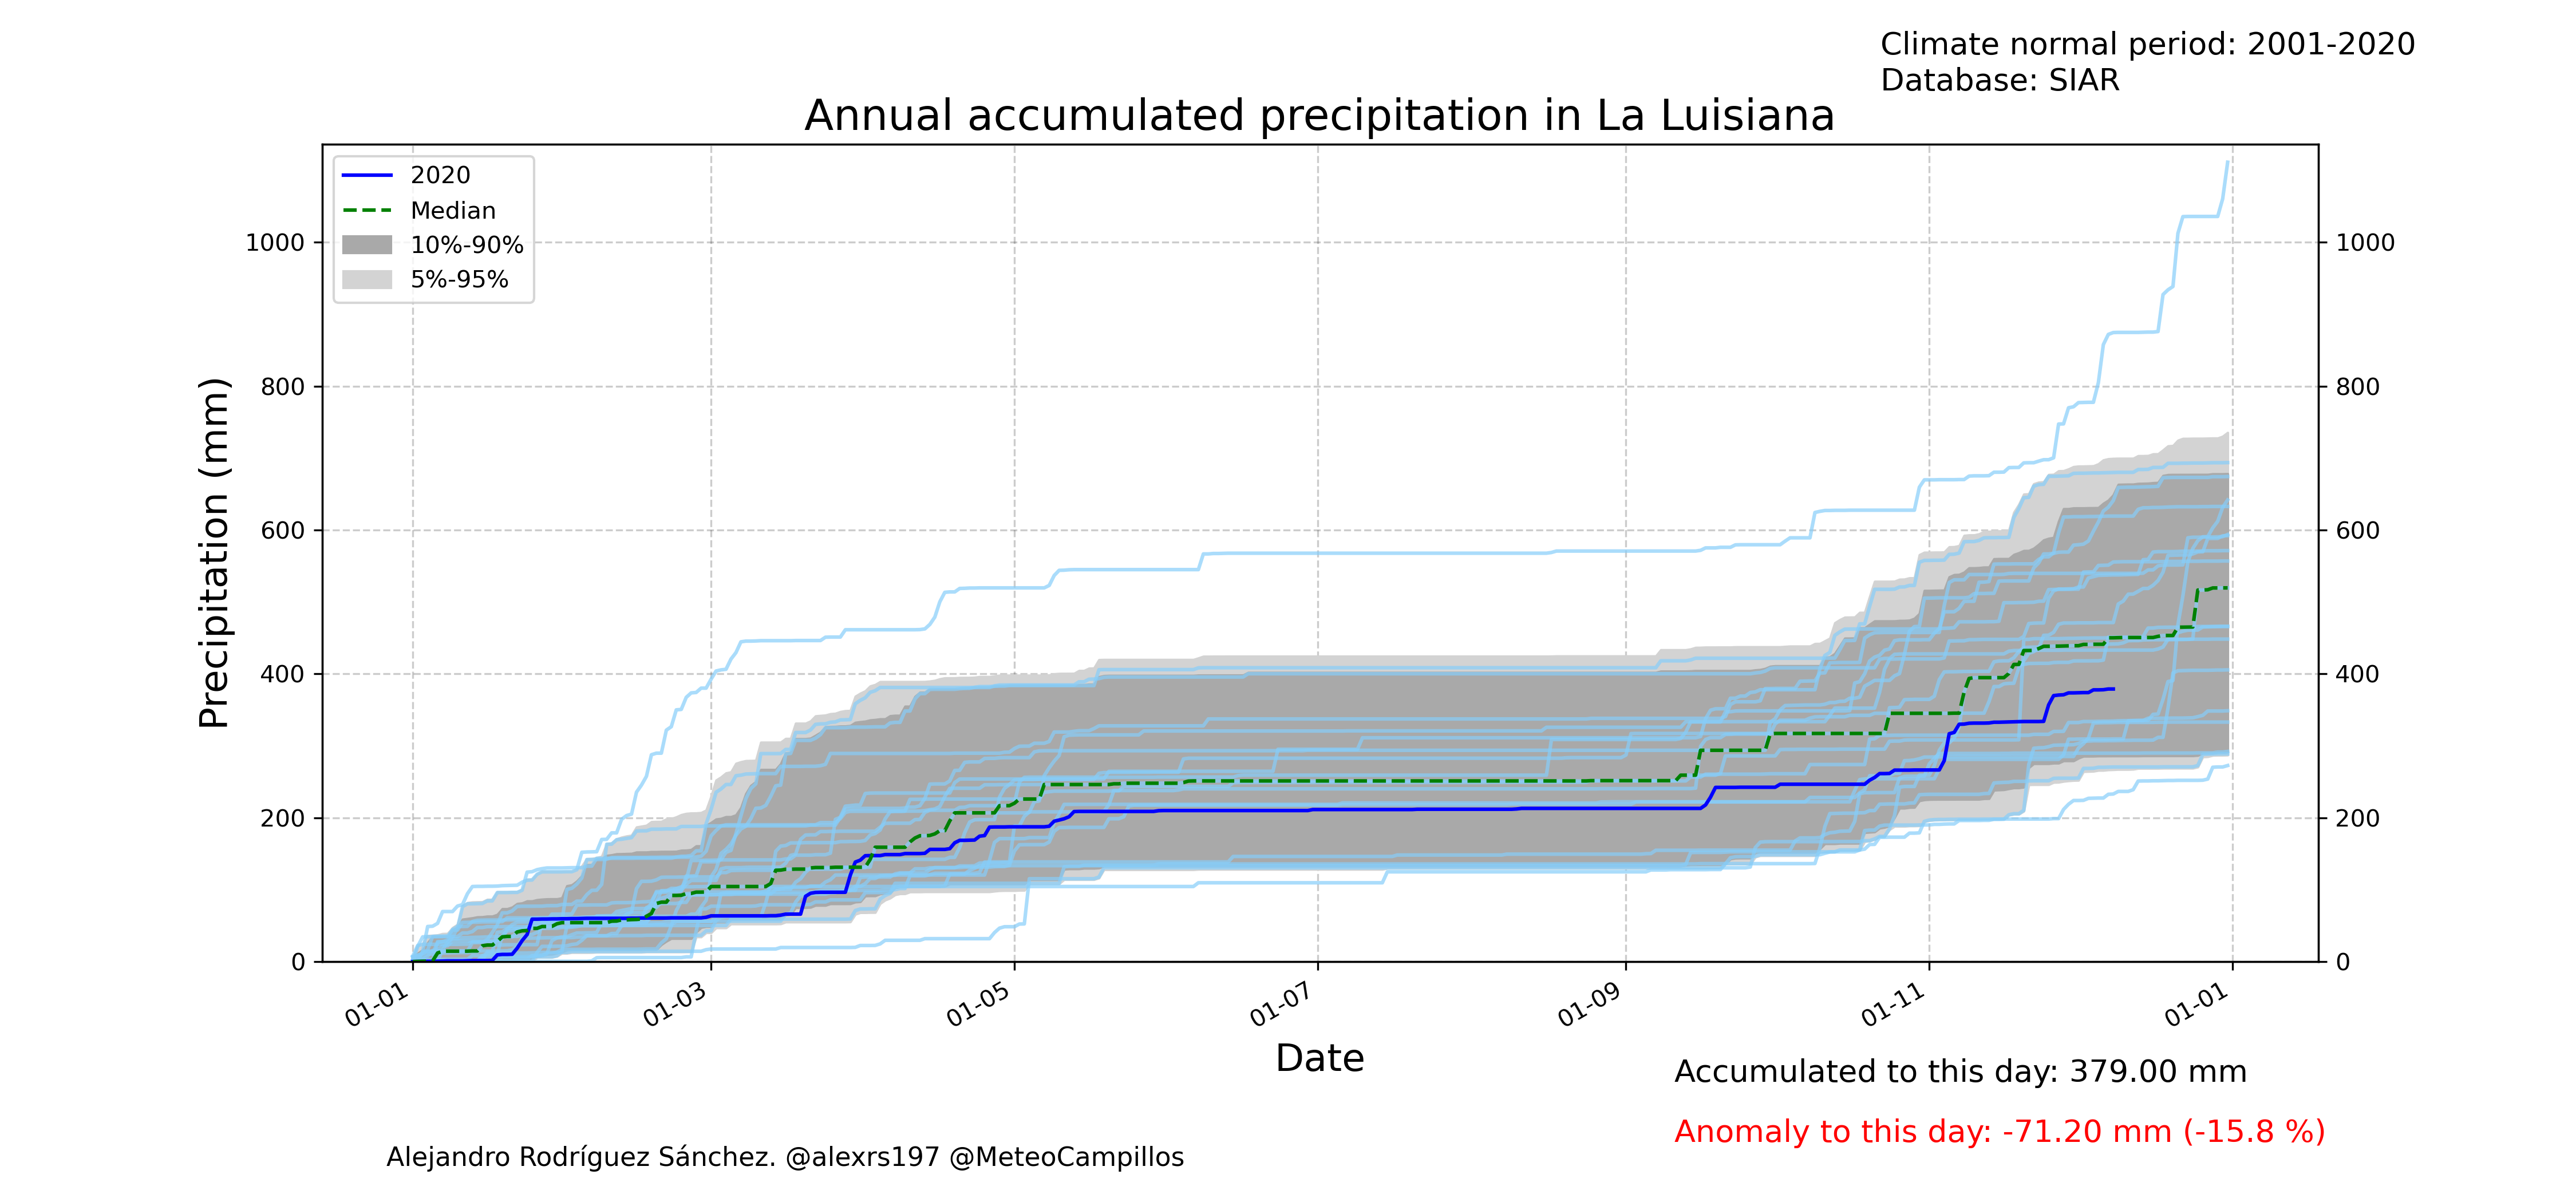 Climate normal period: 2001-2020
Database: SIAR
Annual accumulated precipitation in La Luisiana
2020
Median
10%-90%
5%-95%
Precipitation (mm)
1000
800
600
400
200
0
1000
800
600
400
200
0
01-01
01-03
01-05
01-07
01-09
01-11
01-01
Date
Accumulated to this day: 379.00 mm
Anomaly to this day: -71.20 mm (-15.8 %)
Alejandro Rodríguez Sánchez. @alexrs197 @MeteoCampillos